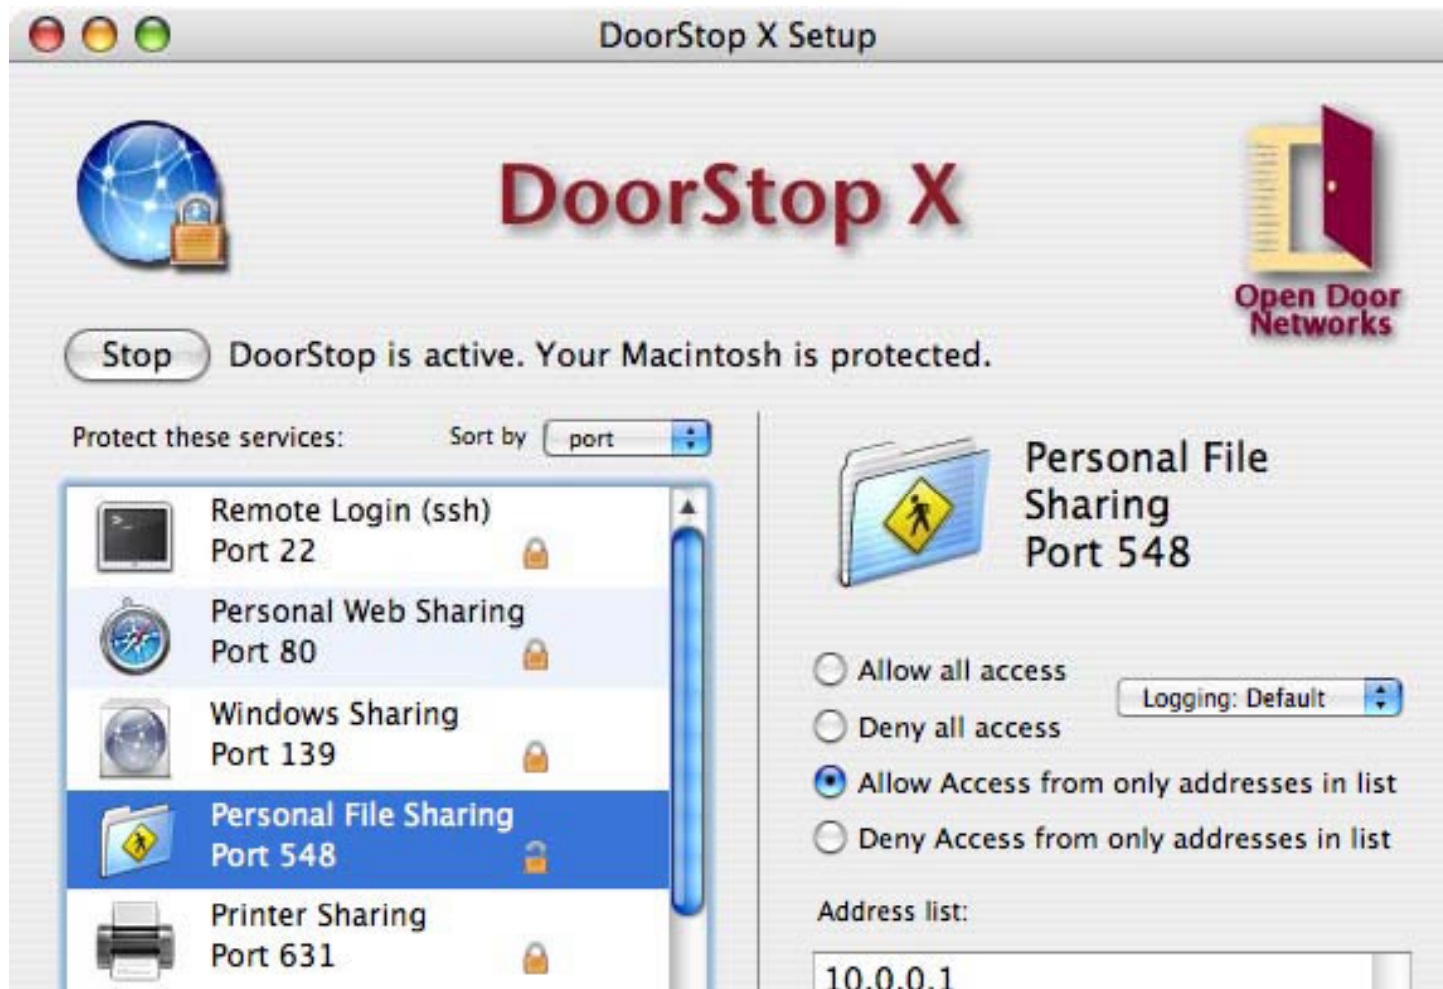 DoorStop X Setup
DoorStop X
Open Door
Networks
Stop
DoorStop is active. Your Macintosh is protected.
Protect these services:
Sort by
port
Remote Login (ssh)
Port 22
Personal Web Sharing
Port 80
Windows Sharing
Port 139
Personal File Sharing
Port 548
Printer Sharing
Port 631
Personal File
Sharing
Port 548
Allow all access
Logging: Default
Deny all access
Allow Access from only addresses in list
Deny Access from only addresses in list
Address list:
10.0.0.1